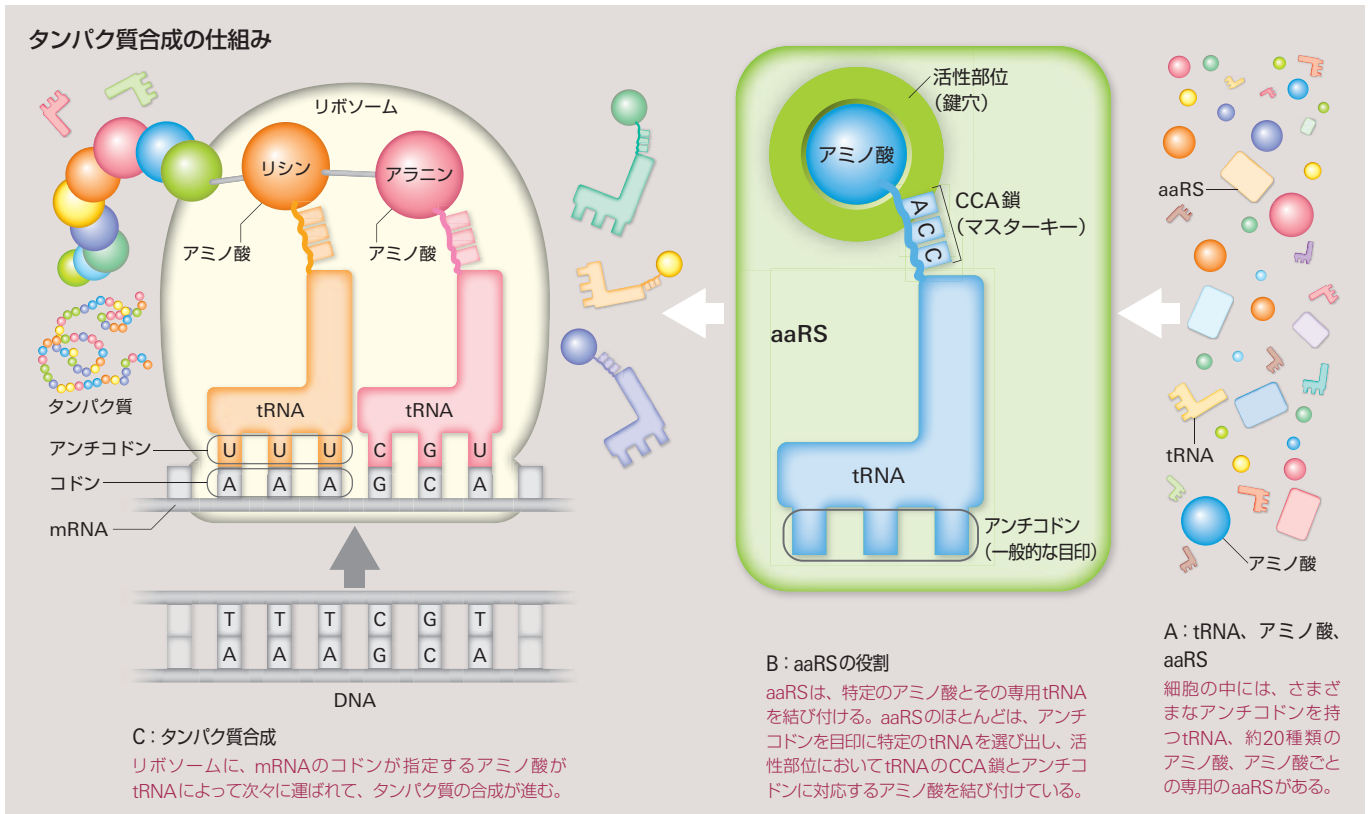 タンパク質合成の仕組み
リボソーム
リシン
アラニン
アミノ酸
アミノ酸
タンパク質
tRNA
tRNA
アンチコドン
U U U C G U
コドン
A A A G C A
mRNA
T T T C G T
A A A G C A
DNA
C：タンパク質合成
リボソームに、mRNAのコドンが指定するアミノ酸が
tRNAによって次々に運ばれて、タンパク質の合成が進む。
活性部位
（鍵穴）
アミノ酸
A C C
CCA鎖
（マスターキー）
aaRS
tRNA
アンチコドン
（一般的な目印）
B：aaRSの役割
aaRSは、特定のアミノ酸とその専用tRNA
を結び付ける。aaRSのほとんどは、アンチ
コドンを目印に特定のtRNAを選び出し、活
性部位においてtRNAのCCA鎖とアンチコ
ドンに対応するアミノ酸を結び付けている。
aaRS
tRNA
アミノ酸
A：tRNA、アミノ酸、
aaRS
細胞の中には、さまざ
まなアンチコドンを持
つtRNA、約20種類の
アミノ酸、アミノ酸ごと
の専用のaaRSがある。